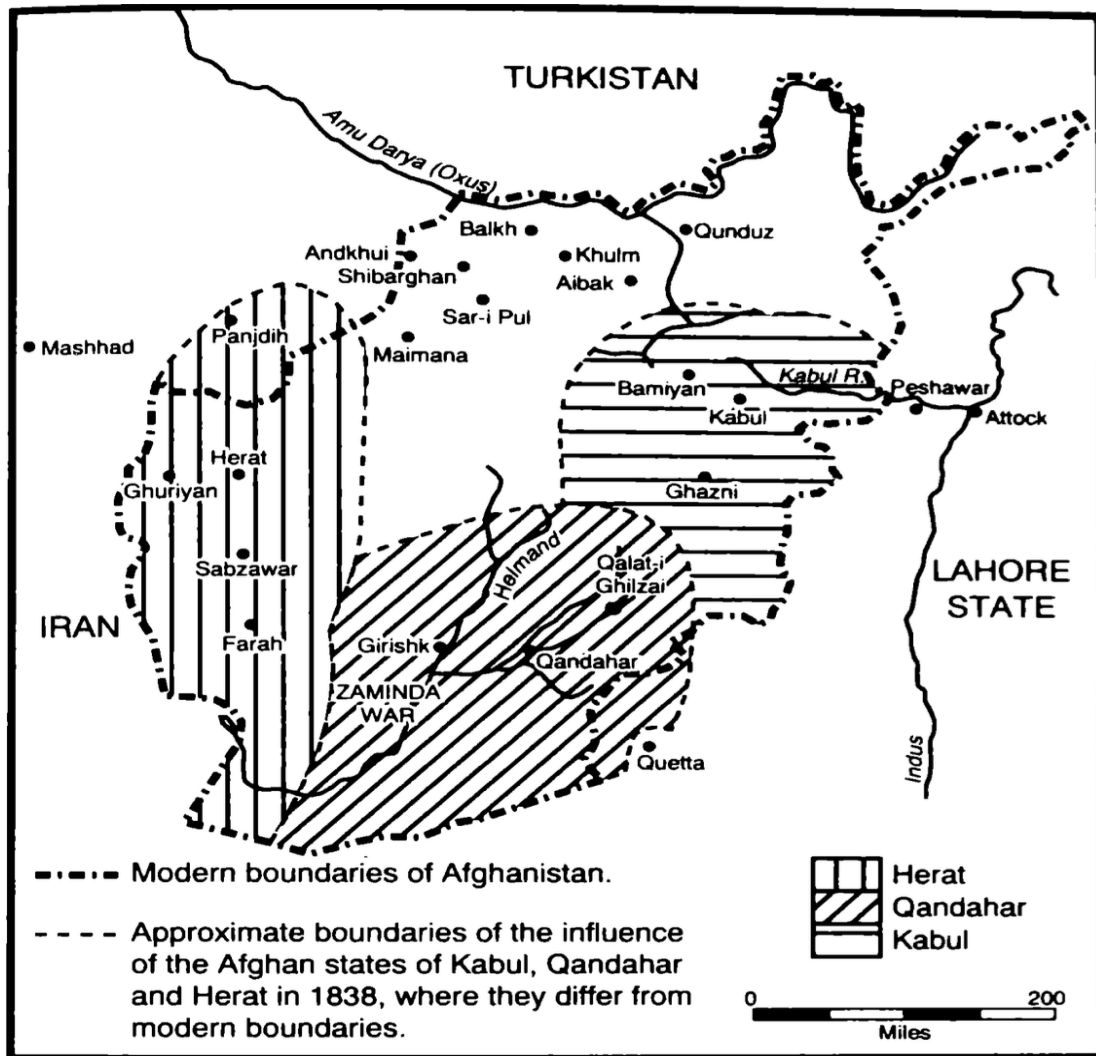 TURKISTAN
Amu Darya (Oxus)
Balkh
Qunduz
Andkhui
Khulm
Shibarghan
Aibak
Sar-i Pul
Panjdih
Mashhad
Maimana
Bamiyan
Kabul R.
Peshawar
Kabul
Attock
Herat
Ghuriyan
Ghazni
Helmand
Sabzawar
Qalat-i
Ghilzai
LAHORE
STATE
IRAN
Farah
Girishk
Qandahar
ZAMINDA
WAR
Quetta
Indus
Modern boundaries of Afghanistan.
Approximate boundaries of the influence
of the Afghan states of Kabul, Qandahar
and Herat in 1838, where they differ from
modern boundaries.
Herat
Qandahar
Kabul
0 200
Miles